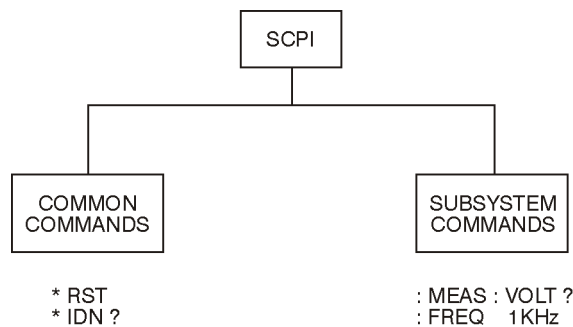 SCPI
COMMON
COMMANDS
SUBSYSTEM
COMMANDS
* RST
* IDN ?
: MEAS : VOLT ?
: FREQ 1KHz